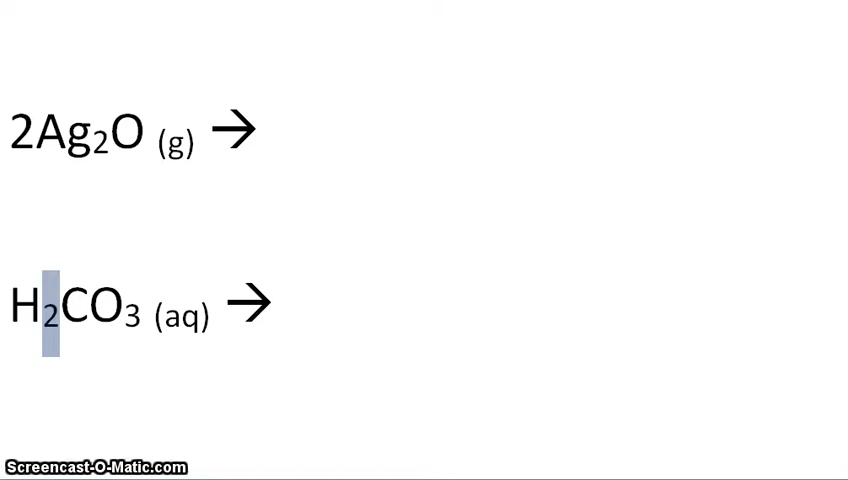 2Ag₂O (g) →
H₂CO₃ (aq) →
Screencast-O-Matic.com